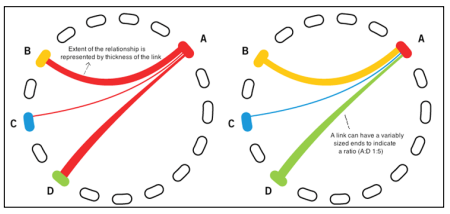 A
B
Extent of the relationship is
represented by thickness of the link
C
D
A
B
C
A link can have a variably
sized ends to indicate
a ratio (A:D 1:5)
D